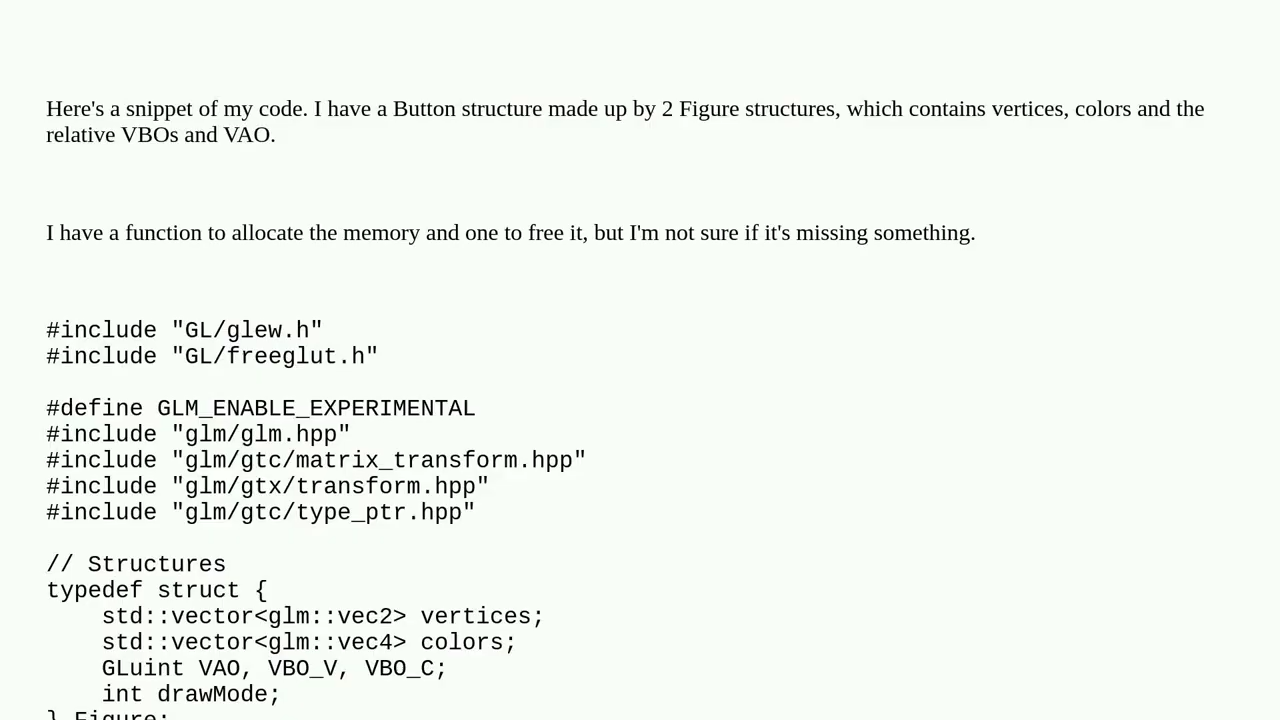 Here's a snippet of my code. I have a Button structure made up by 2 Figure structures, which contains vertices, colors and the
relative VBOs and VAO.
I have a function to allocate the memory and one to free it, but I'm not sure if it's missing something.
#include "GL/glew.h"
#include "GL/freeglut.h"
#define GLM_ENABLE_EXPERIMENTAL
#include "glm/glm.hpp"
#include "glm/gtc/matrix_transform.hpp"
#include "glm/gtx/transform.hpp"
#include "glm/gtc/type_ptr.hpp"
// Structures
typedef struct {
    std::vector<glm::vec2> vertices;
    std::vector<glm::vec4> colors;
    GLuint VAO, VBO_V, VBO_C;
    int drawMode;
} Figure;